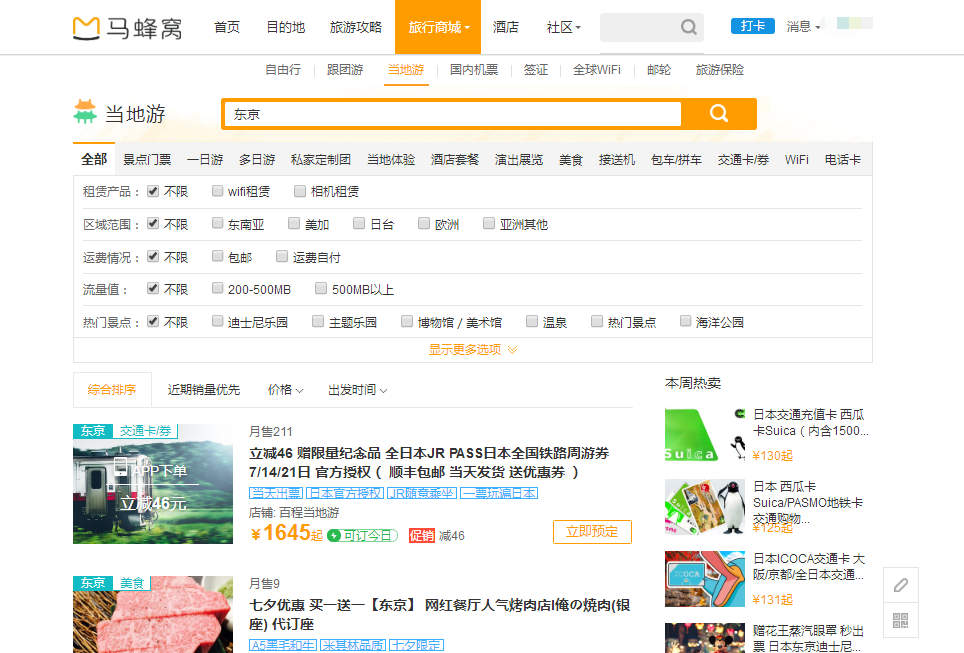 马蜂窝 首页 目的地 旅游攻略 旅行商城 酒店 社区 打卡 消息
自由行 跟团游 当地游 国内机票 签证 全球WiFi 邮轮 旅游保险
当地游 东京
全部 景点门票 一日游 多日游 私家定制团 当地体验 酒店套餐 演出展览 美食 接送机 包车/拼车 交通卡/券 WiFi 电话卡
租赁产品： 不限 wifi租赁 相机租赁
区域范围： 不限 东南亚 美加 日台 欧洲 亚洲其他
运费情况： 不限 包邮 运费自付
流量值： 不限 200-500MB 500MB以上
热门景点： 不限 迪士尼乐园 主题乐园 博物馆 / 美术馆 温泉 热门景点 海洋公园
显示更多选项
综合排序 近期销量优先 价格 出发时间
东京 交通卡/券
APP下单
立减46元
月售211
立减46 赠限量纪念品 全日本JR PASS日本全国铁路周游券
7/14/21日 官方授权（ 顺丰包邮 当天发货 送优惠券 ）
当天出票 日本官方授权 JR随意乘坐 一票玩遍日本
店铺: 百程当地游
￥1645起 可订今日 促销 减46
立即预定
东京 美食
月售9
七夕优惠 买一送一【东京】 网红餐厅人气烤肉店I俺の焼肉(银
座) 代订座
A5黑毛和牛 米其林品质 七夕限定
本周热卖
Suica
日本交通充值卡 西瓜
卡Suica（内含1500...
￥130起
日本 西瓜卡
Suica/PASMO地铁卡
交通购物...
￥125起
ICOCA
日本ICOCA交通卡 大
阪/京都/全日本交通...
￥131起
赠花王蒸汽眼罩 秒出
票 日本东京迪士尼...